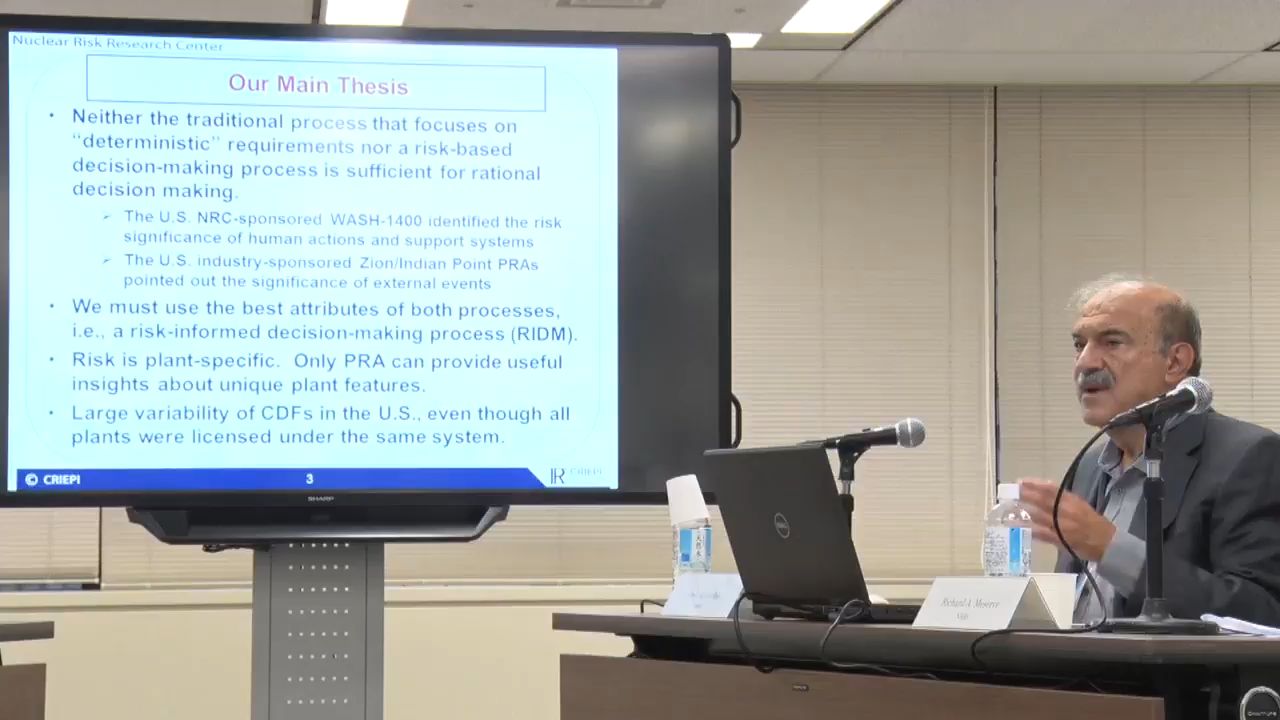 Nuclear Risk Research Center
Our Main Thesis
• Neither the traditional process that focuses on
“deterministic” requirements nor a risk-based
decision-making process is sufficient for rational
decision making.
➢ The U.S. NRC-sponsored WASH-1400 identified the risk
significance of human actions and support systems
➢ The U.S. industry-sponsored Zion/Indian Point PRAs
pointed out the significance of external events
• We must use the best attributes of both processes,
i.e., a risk-informed decision-making process (RIDM).
• Risk is plant-specific. Only PRA can provide useful
insights about unique plant features.
• Large variability of CDFs in the U.S., even though all
plants were licensed under the same system.
© CRIEPI
3
CRIEPI
SHARP
DELL
Richard A. Meserve